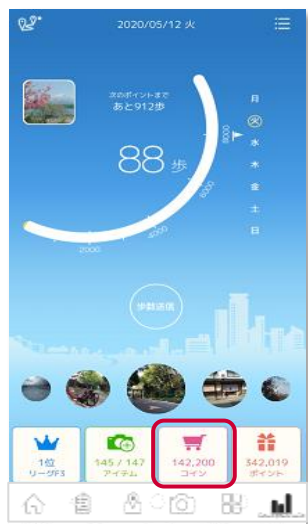 2020/05/12 火
次のポイントまで
あと912歩
88 歩
月
火
水
木
金
土
日
8000
6000
4000
2000
歩数送信
1位
リーグF3
145 / 147
アイテム
142,200
コイン
342,019
ポイント